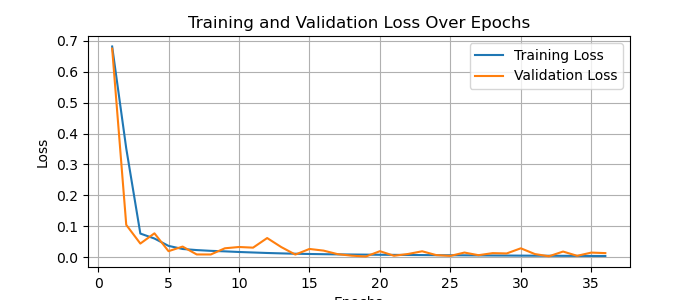 Training and Validation Loss Over Epochs
Loss
0.7
0.6
0.5
0.4
0.3
0.2
0.1
0.0
Training Loss
Validation Loss
0 5 10 15 20 25 30 35
Epochs